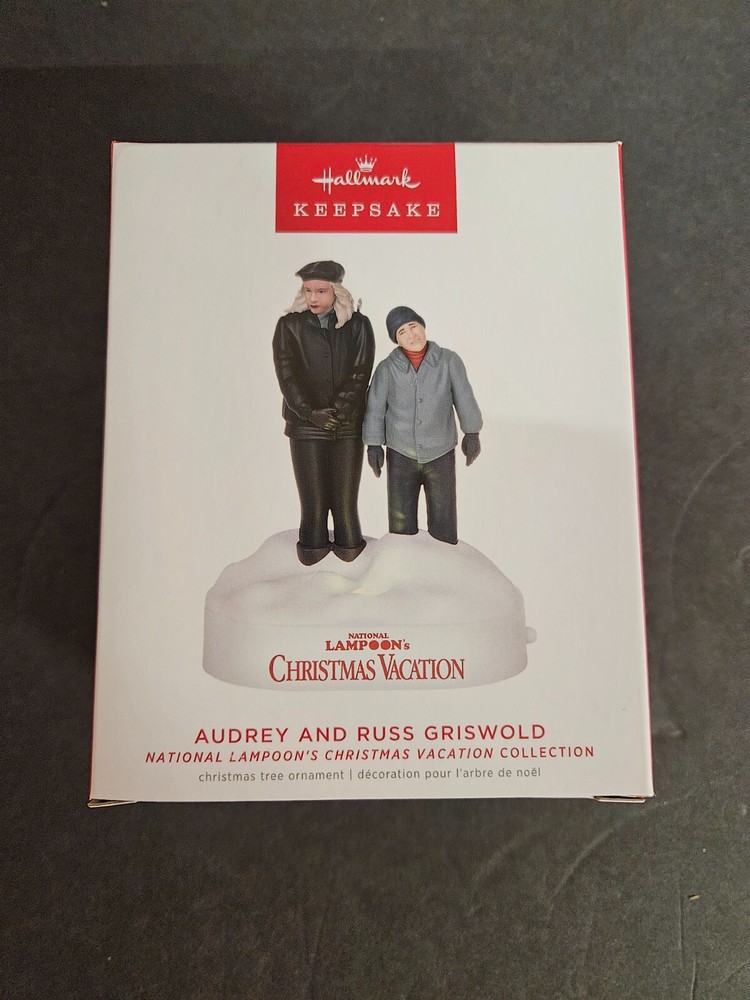 Hallmark
KEEPSAKE
NATIONAL
LAMPOON's
CHRISTMAS VACATION
AUDREY AND RUSS GRISWOLD
NATIONAL LAMPOON'S CHRISTMAS VACATION COLLECTION
christmas tree ornament | décoration pour l'arbre de noël